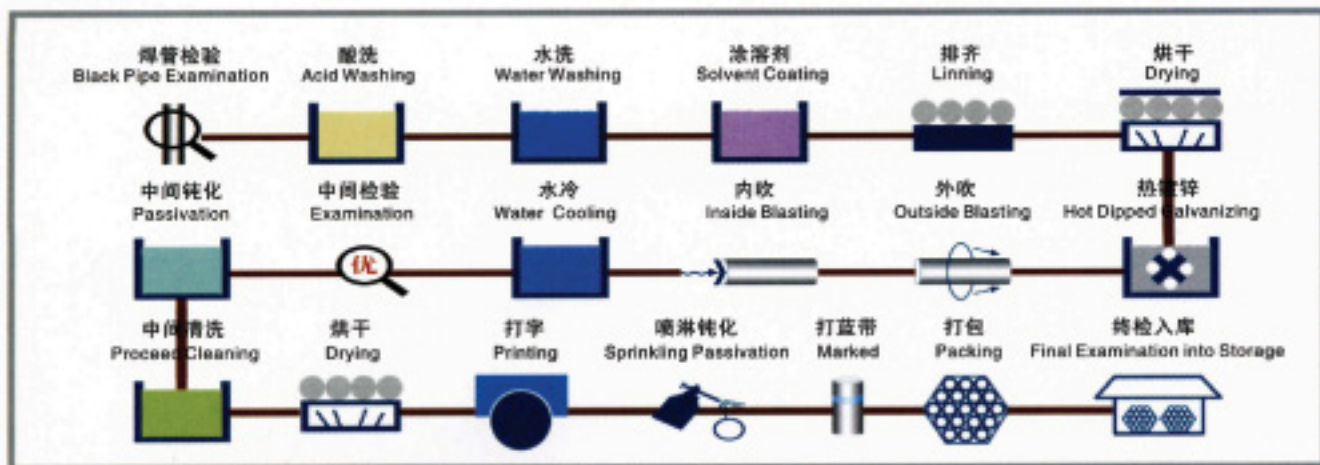 焊管检验
Black Pipe Examination
酸洗
Acid Washing
水洗
Water Washing
涂溶剂
Solvent Coating
排齐
Linning
烘干
Drying
中间钝化
Passivation
中间检验
Examination
水冷
Water Cooling
内吹
Inside Blasting
外吹
Outside Blasting
热镀锌
Hot Dipped Galvanizing
优
中间清洗
Proceed Cleaning
烘干
Drying
打字
Printing
喷淋钝化
Sprinkling Passivation
打蓝带
Marked
打包
Packing
终检入库
Final Examination into Storage